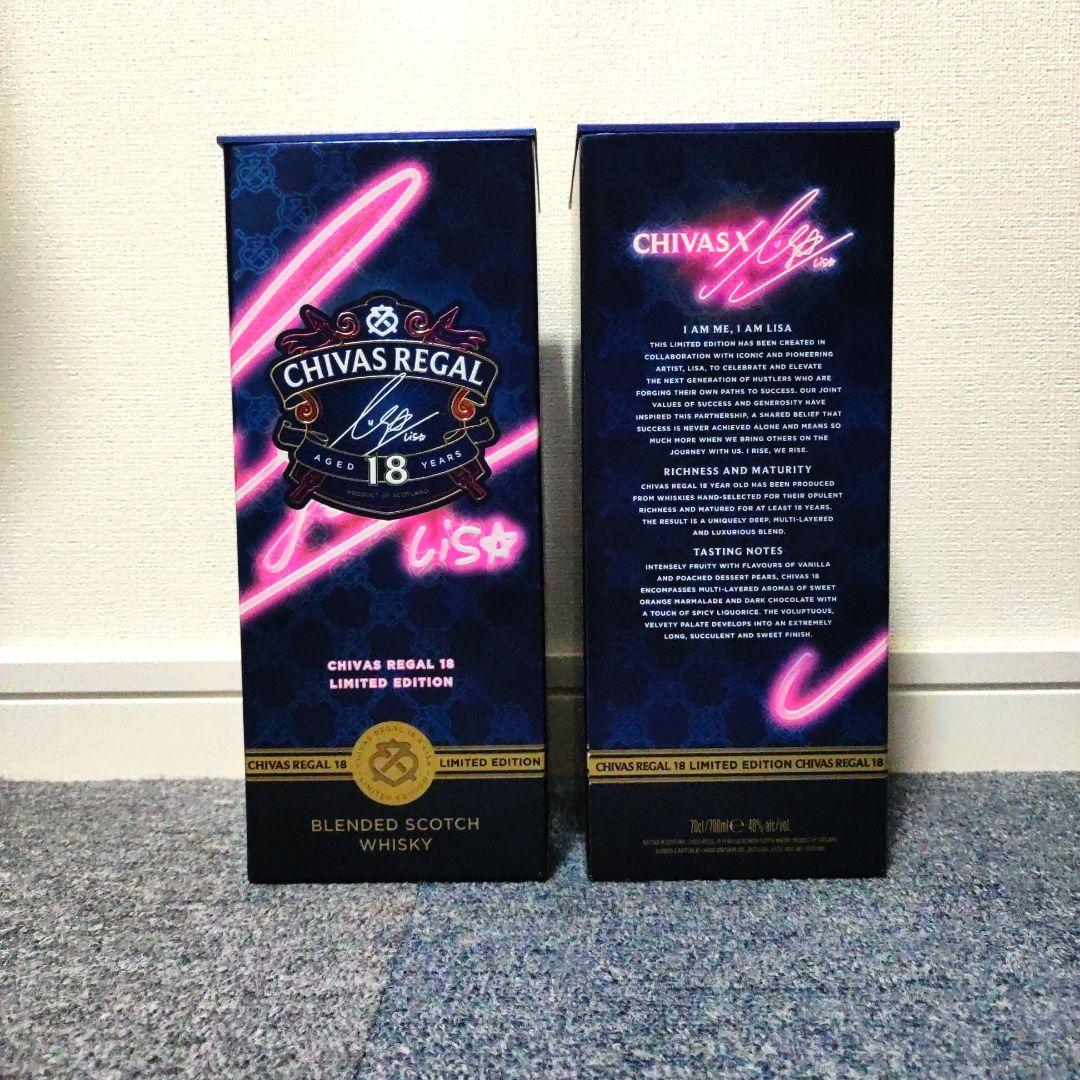 CHIVAS REGAL
Lisa
AGED 18 YEARS
PRODUCT OF SCOTLAND
Lisa
CHIVAS REGAL 18
LIMITED EDITION
CHIVAS REGAL 18 X LISA
LIMITED EDITION
CHIVAS REGAL 18
LIMITED EDITION
BLENDED SCOTCH
WHISKY
CHIVAS X Lisa
I AM ME, I AM LISA
THIS LIMITED EDITION HAS BEEN CREATED IN
COLLABORATION WITH ICONIC AND PIONEERING
ARTIST, LISA, TO CELEBRATE AND ELEVATE
THE NEXT GENERATION OF HUSTLERS WHO ARE
FORGING THEIR OWN PATHS TO SUCCESS. OUR JOINT
VALUES OF SUCCESS AND GENEROSITY HAVE
INSPIRED THIS PARTNERSHIP, A SHARED BELIEF THAT
SUCCESS IS NEVER ACHIEVED ALONE AND MEANS SO
MUCH MORE WHEN WE BRING OTHERS ON THE
JOURNEY WITH US. I RISE, WE RISE.
RICHNESS AND MATURITY
CHIVAS REGAL 18 YEAR OLD HAS BEEN PRODUCED
FROM WHISKIES HAND-SELECTED FOR THEIR OPULENT
RICHNESS AND MATURED FOR AT LEAST 18 YEARS.
THE RESULT IS A UNIQUELY DEEP, MULTI-LAYERED
AND LUXURIOUS BLEND.
TASTING NOTES
INTENSELY FRUITY WITH FLAVOURS OF VANILLA
AND POACHED DESSERT PEARS, CHIVAS 18
ENCOMPASSES MULTI-LAYERED AROMAS OF SWEET
ORANGE MARMALADE AND DARK CHOCOLATE WITH
A TOUCH OF SPICY LIQUORICE. THE VOLUPTUOUS,
VELVETY PALATE DEVELOPS INTO AN EXTREMELY
LONG, SUCCULENT AND SWEET FINISH.
CHIVAS REGAL 18 LIMITED EDITION CHIVAS REGAL 18
70cl/700ml℮ 40% alc/vol